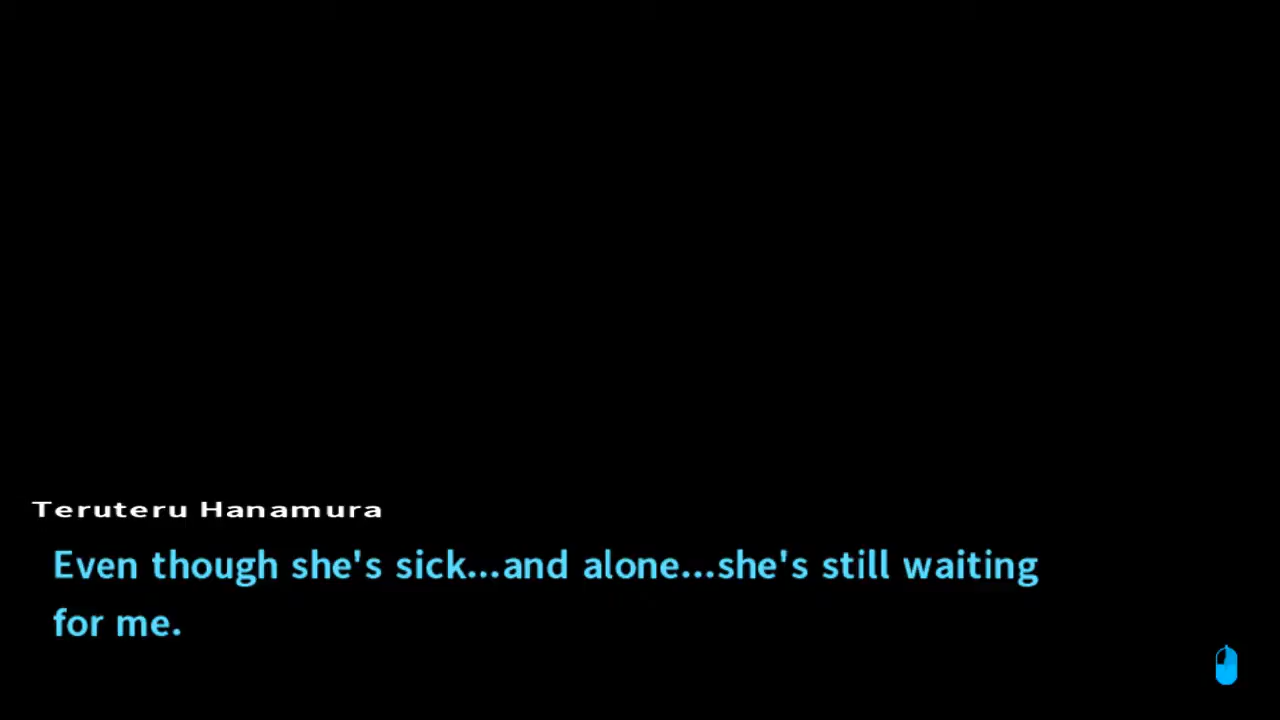 Teruteru Hanamura
Even though she's sick...and alone...she's still waiting
for me.